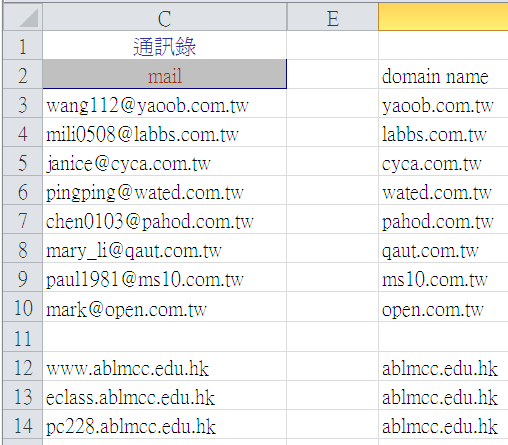 C E
1 通訊錄
2 mail domain name
3 wang112@yaoob.com.tw yaoob.com.tw
4 mili0508@labbs.com.tw labbs.com.tw
5 janice@cyca.com.tw cyca.com.tw
6 pingping@wated.com.tw wated.com.tw
7 chen0103@pahod.com.tw pahod.com.tw
8 mary_li@qaut.com.tw qaut.com.tw
9 paul1981@ms10.com.tw ms10.com.tw
10 mark@open.com.tw open.com.tw
11
12 www.ablmcc.edu.hk ablmcc.edu.hk
13 eclass.ablmcc.edu.hk ablmcc.edu.hk
14 pc228.ablmcc.edu.hk ablmcc.edu.hk